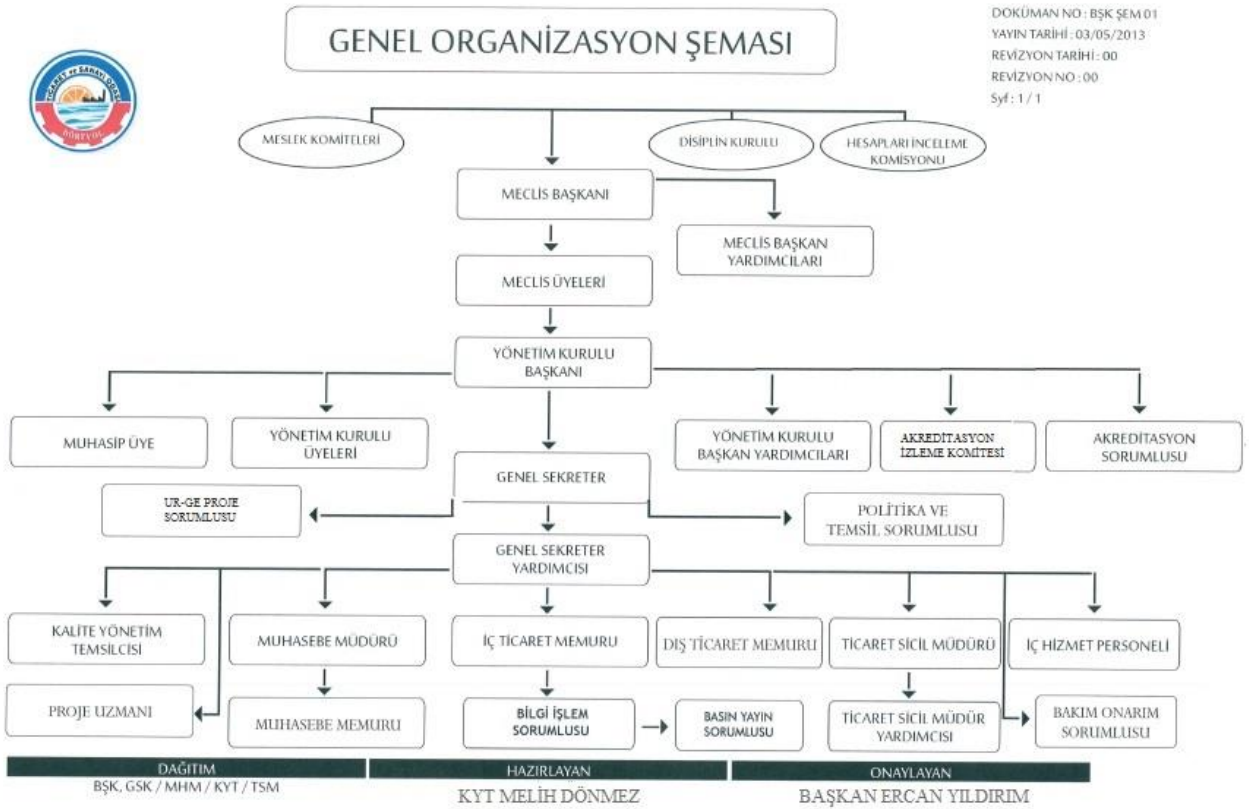 GENEL ORGANİZASYON ŞEMASI
DOKÜMAN NO : BŞK ŞEM 01
YAYIN TARİHİ : 03/05/2013
REVİZYON TARİHİ : 00
REVİZYON NO : 00
Syf : 1 / 1
TİCARET ve SANAYİ ODASI
DÖRTYOL
MESLEK KOMİTELERİ
DİSİPLİN KURULU
HESAPLARI İNCELEME
KOMİSYONU
MECLİS BAŞKANI
MECLİS BAŞKAN
YARDIMCILARI
MECLİS ÜYELERİ
YÖNETİM KURULU
BAŞKANI
MUHASİP ÜYE
YÖNETİM KURULU
ÜYELERİ
YÖNETİM KURULU
BAŞKAN YARDIMCILARI
AKREDİTASYON
İZLEME KOMİTESİ
AKREDİTASYON
SORUMLUSU
GENEL SEKRETER
UR-GE PROJE
SORUMLUSU
POLİTİKA VE
TEMSİL SORUMLUSU
GENEL SEKRETER
YARDIMCISI
KALİTE YÖNETİM
TEMSİLCİSİ
MUHASEBE MÜDÜRÜ
İÇ TİCARET MEMURU
DIŞ TİCARET MEMURU
TİCARET SİCİL MÜDÜRÜ
İÇ HİZMET PERSONELİ
PROJE UZMANI
MUHASEBE MEMURU
BİLGİ İŞLEM
SORUMLUSU
BASIN YAYIN
SORUMLUSU
TİCARET SİCİL MÜDÜR
YARDIMCISI
BAKIM ONARIM
SORUMLUSU
DAĞITIM
HAZIRLAYAN
ONAYLAYAN
BŞK, GSK / MHM / KYT / TSM
KYT MELİH DÖNMEZ
BAŞKAN ERCAN YILDIRIM